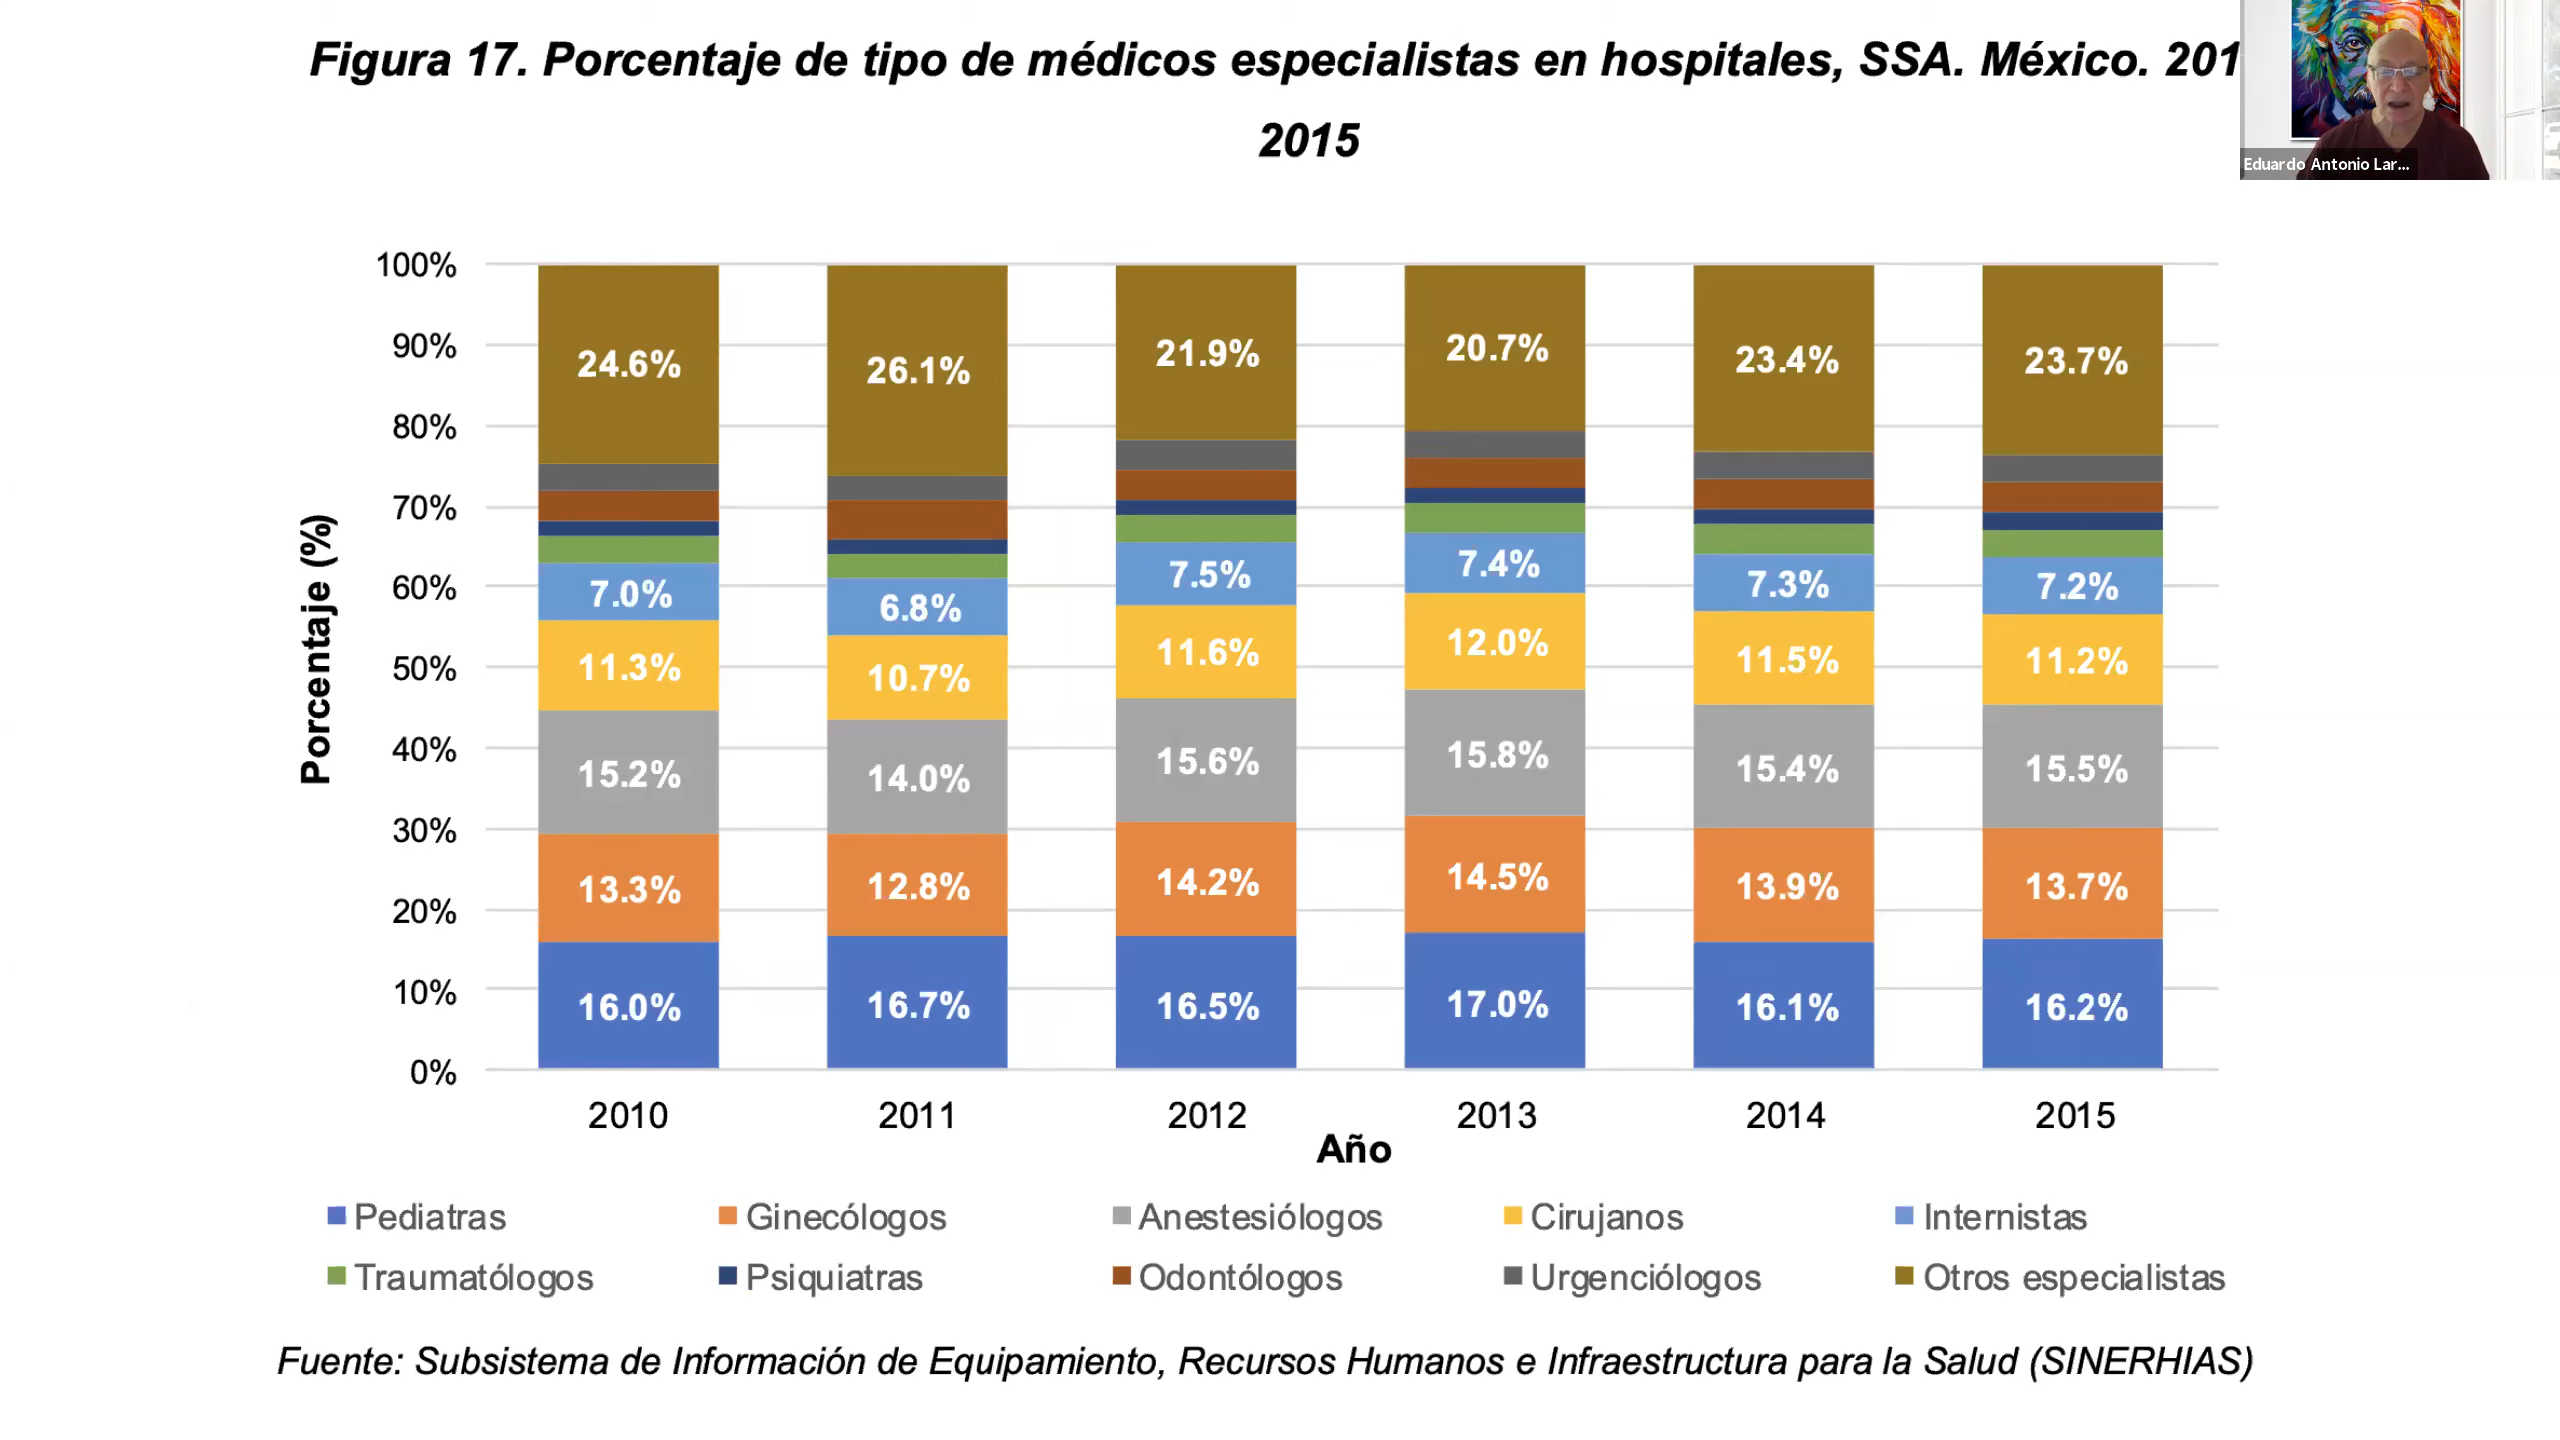 Figura 17. Porcentaje de tipo de médicos especialistas en hospitales, SSA. México. 201
2015
Eduardo Antonio Lar...
100%
90%
80%
70%
60%
50%
40%
30%
20%
10%
0%
Porcentaje (%)
24.6% 26.1% 21.9% 20.7% 23.4% 23.7%
7.0% 6.8% 7.5% 7.4% 7.3% 7.2%
11.3% 10.7% 11.6% 12.0% 11.5% 11.2%
15.2% 14.0% 15.6% 15.8% 15.4% 15.5%
13.3% 12.8% 14.2% 14.5% 13.9% 13.7%
16.0% 16.7% 16.5% 17.0% 16.1% 16.2%
2010 2011 2012 2013 2014 2015
Año
Pediatras Ginecólogos Anestesiólogos Cirujanos Internistas
Traumatólogos Psiquiatras Odontólogos Urgenciólogos Otros especialistas
Fuente: Subsistema de Información de Equipamiento, Recursos Humanos e Infraestructura para la Salud (SINERHIAS)